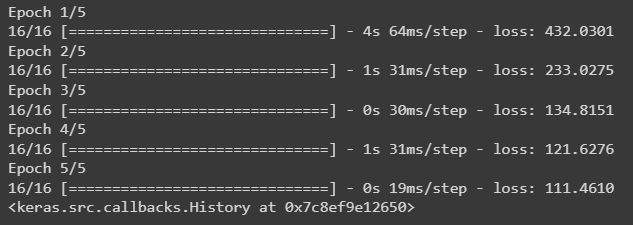 Epoch 1/5
16/16 [==============================] - 4s 64ms/step - loss: 432.0301
Epoch 2/5
16/16 [==============================] - 1s 31ms/step - loss: 233.0275
Epoch 3/5
16/16 [==============================] - 0s 30ms/step - loss: 134.8151
Epoch 4/5
16/16 [==============================] - 1s 31ms/step - loss: 121.6276
Epoch 5/5
16/16 [==============================] - 0s 19ms/step - loss: 111.4610
<keras.src.callbacks.History at 0x7c8ef9e12650>